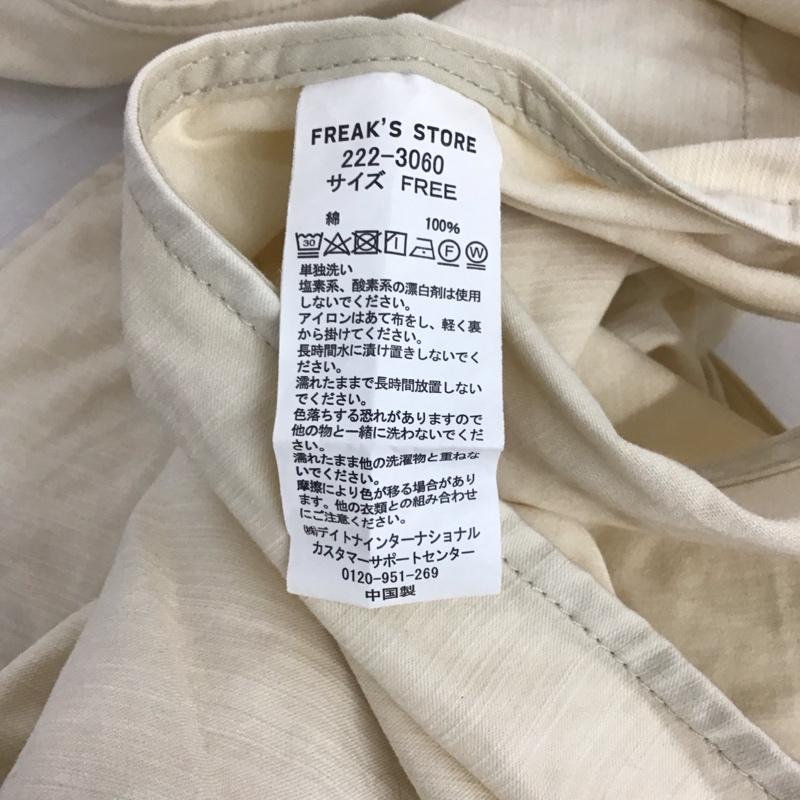 FREAK'S STORE
222-3060
サイズ FREE
綿 100%
30 F W
単独洗い
塩素系、酸素系の漂白剤は使用
しないでください。
アイロンはあて布をし、軽く裏
から掛けてください。
長時間水に漬け置きしないでく
ださい。
濡れたままで長時間放置しない
でください。
色落ちする恐れがありますので
他の物と一緒に洗わないでくだ
さい。
濡れたまま他の洗濯物と重ねな
いでください。
摩擦により色が移る場合があり
ます。他の衣類との組み合わせ
にご注意ください。
㈱デイトナインターナショナル
カスタマーサポートセンター
0120-951-269
中国製